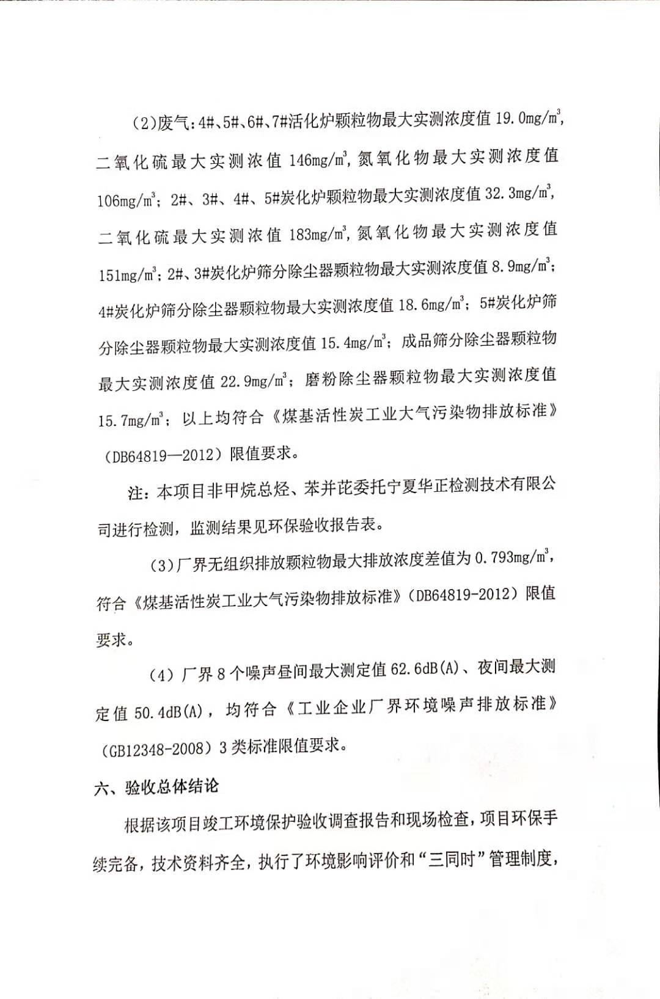 （2）废气：4#、5#、6#、7#活化炉颗粒物最大实测浓度值 19.0mg/m³,
二氧化硫最大实测浓值 146mg/m³, 氮氧化物最大实测浓度值
106mg/m³；2#、3#、4#、5#炭化炉颗粒物最大实测浓度值 32.3mg/m³,
二氧化硫最大实测浓值 183mg/m³, 氮氧化物最大实测浓度值
151mg/m³；2#、3#炭化炉筛分除尘器颗粒物最大实测浓度值 8.9mg/m³；
4#炭化炉筛分除尘器颗粒物最大实测浓度值 18.6mg/m³；5#炭化炉筛
分除尘器颗粒物最大实测浓度值 15.4mg/m³；成品筛分除尘器颗粒物
最大实测浓度值 22.9mg/m³；磨粉除尘器颗粒物最大实测浓度值
15.7mg/m³；以上均符合《煤基活性炭工业大气污染物排放标准》
（DB64819—2012）限值要求。
注：本项目非甲烷总烃、苯并芘委托宁夏华正检测技术有限公
司进行检测，监测结果见环保验收报告表。
（3）厂界无组织排放颗粒物最大排放浓度差值为 0.793mg/m³，
符合《煤基活性炭工业大气污染物排放标准》（DB64819-2012）限值
要求。
（4）厂界 8 个噪声昼间最大测定值 62.6dB(A)、夜间最大测
定值 50.4dB(A)，均符合《工业企业厂界环境噪声排放标准》
（GB12348-2008）3 类标准限值要求。
六、验收总体结论
根据该项目竣工环境保护验收调查报告和现场检查，项目环保手
续完备，技术资料齐全，执行了环境影响评价和“三同时”管理制度，